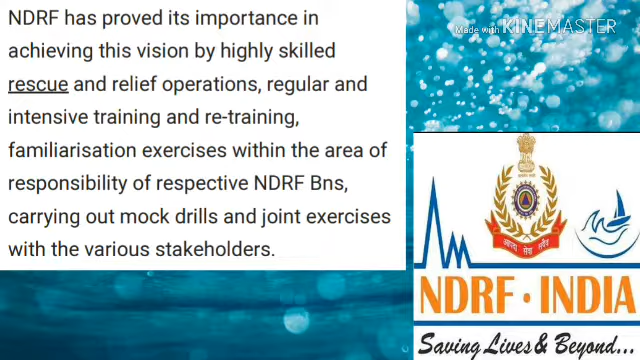 NDRF has proved its importance in
achieving this vision by highly skilled
rescue and relief operations, regular and
intensive training and re-training,
familiarisation exercises within the area of
responsibility of respective NDRF Bns,
carrying out mock drills and joint exercises
with the various stakeholders.
Made with KINEMASTER
आपदा सेवा सदैव
NDRF · INDIA
Saving Lives & Beyond...